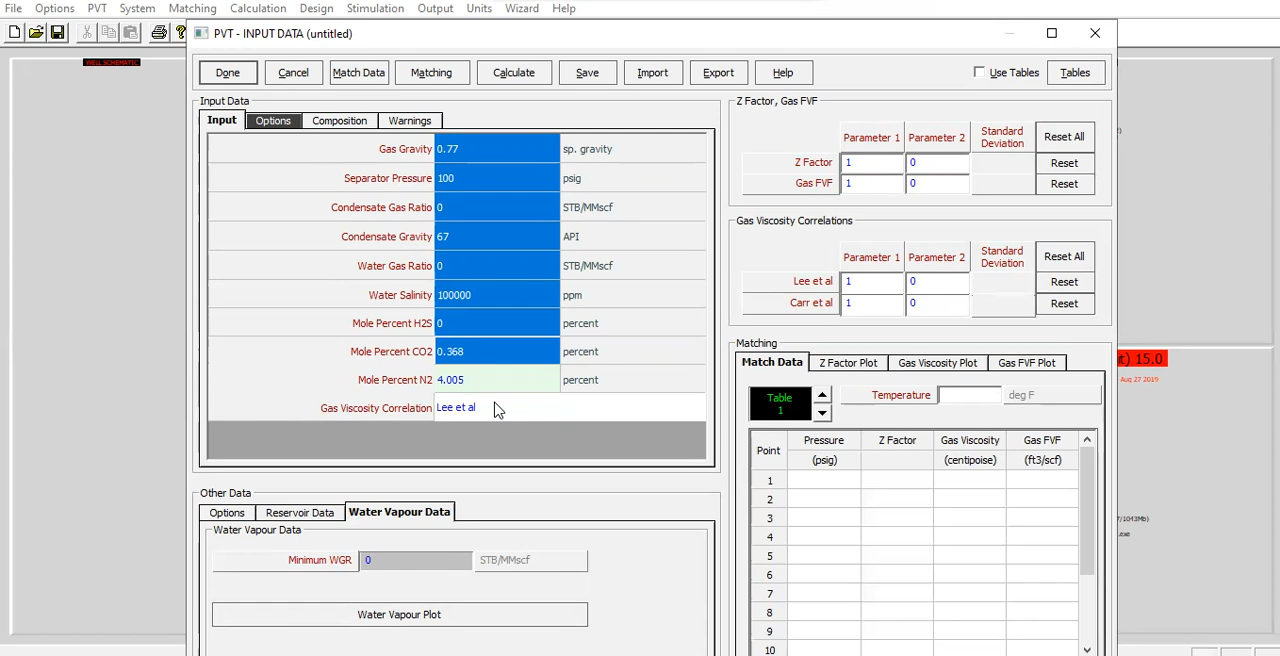 File Options PVT System Matching Calculation Design Stimulation Output Units Wizard Help
PVT - INPUT DATA (untitled)
WELL SCHEMATIC
Done Cancel Match Data Matching Calculate Save Import Export Help Use Tables Tables
Input Data
Input Options Composition Warnings
Gas Gravity 0.77 sp. gravity
Separator Pressure 100 psig
Condensate Gas Ratio 0 STB/MMscf
Condensate Gravity 67 API
Water Gas Ratio 0 STB/MMscf
Water Salinity 100000 ppm
Mole Percent H2S 0 percent
Mole Percent CO2 0.368 percent
Mole Percent N2 4.005 percent
Gas Viscosity Correlation Lee et al
Other Data
Options Reservoir Data Water Vapour Data
Water Vapour Data
Minimum WGR 0 STB/MMscf
Water Vapour Plot
Z Factor, Gas FVF
Parameter 1 Parameter 2 Standard Deviation Reset All
Z Factor 1 0 Reset
Gas FVF 1 0 Reset
Gas Viscosity Correlations
Parameter 1 Parameter 2 Standard Deviation Reset All
Lee et al 1 0 Reset
Carr et al 1 0 Reset
Matching
Match Data Z Factor Plot Gas Viscosity Plot Gas FVF Plot
Table 1 Temperature deg F
Point Pressure Z Factor Gas Viscosity Gas FVF
(psig) (centipoise) (ft3/scf)
1
2
3
4
5
6
7
8
9
10
t) 15.0
Aug 27 2019
7/1043Mb)
.exe